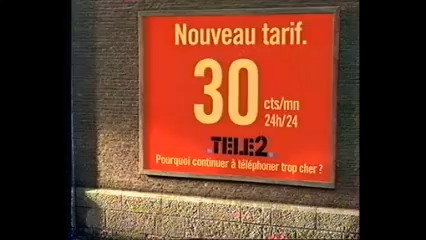 Nouveau tarif.
30 cts/mn
24h/24
TELE2
Pourquoi continuer à téléphoner trop cher ?